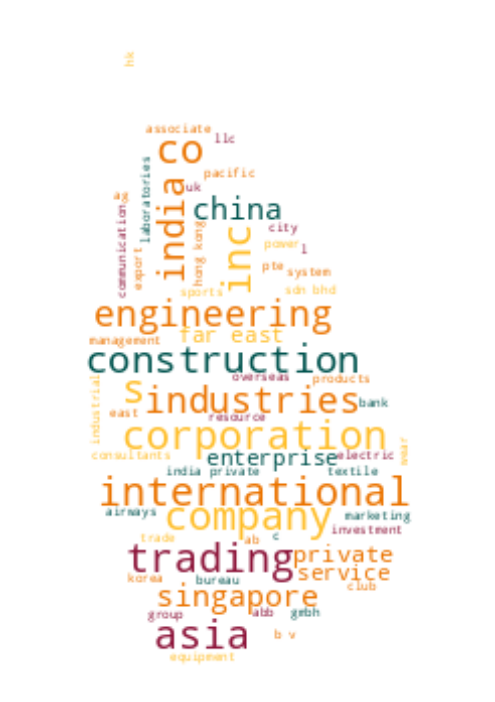 hk
associate
llc
co
laboratories
pacific
uk
india
ag
china
communication
city
hong kong
inc
power
l
export
pte
system
sports
sdn bhd
engineering
far east
management
construction
overseas
products
industrial
s
industries
bank
east
resource
corporation
wear
consultants
enterprise
electric
india private
textile
international
airways
company
marketing
investment
trade
ab
c
trading
private
service
korea
bureau
club
singapore
group
abb
gmbh
asia
b v
equipment